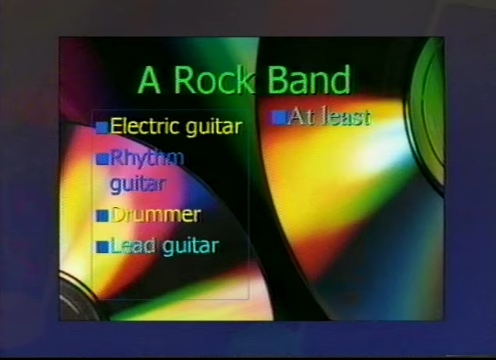 A Rock Band
Electric guitar
Rhythm
guitar
Drummer
Lead guitar
At least